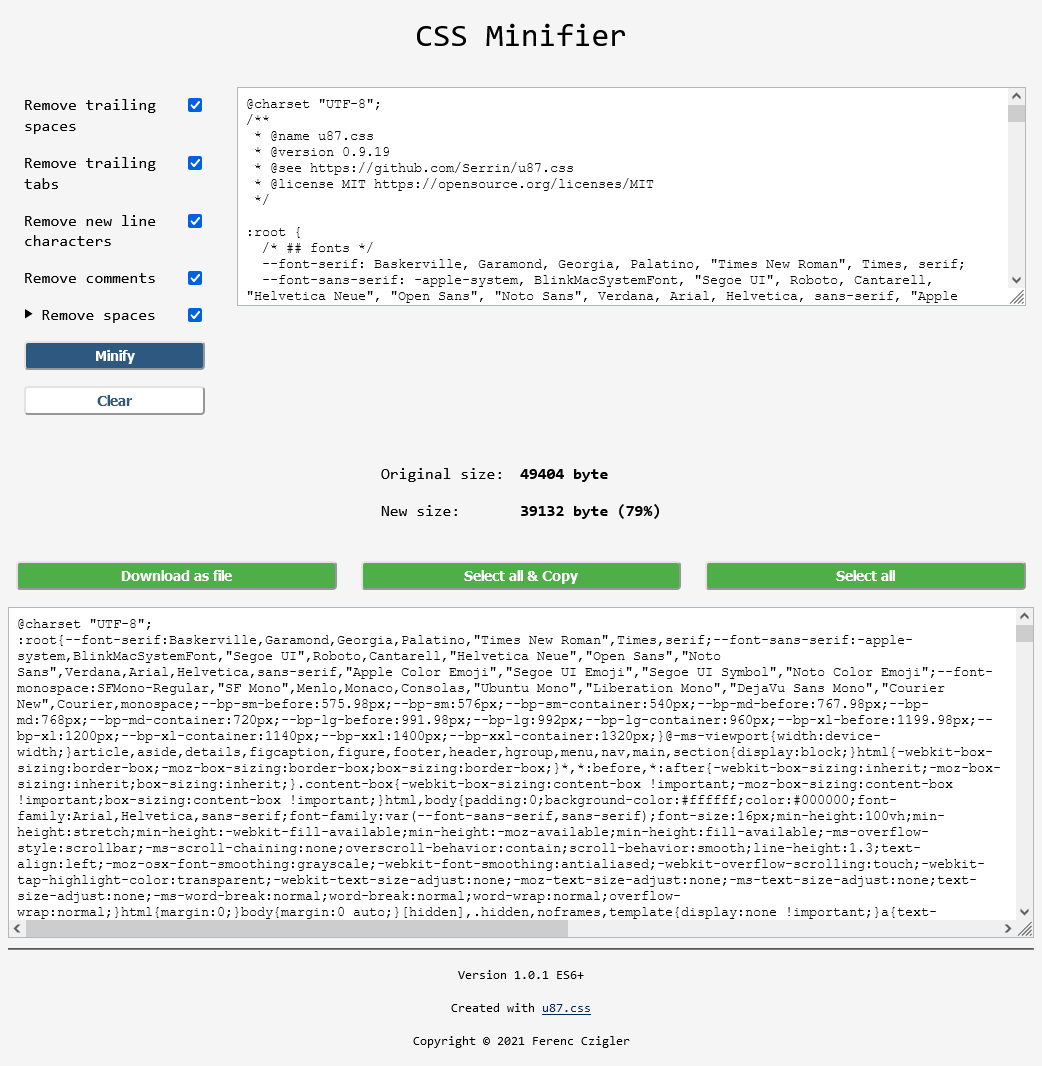 CSS Minifier
Remove trailing
spaces
Remove trailing
tabs
Remove new line
characters
Remove comments
Remove spaces
Minify
Clear
@charset "UTF-8";
/**
 * @name u87.css
 * @version 0.9.19
 * @see https://github.com/Serrin/u87.css
 * @license MIT https://opensource.org/licenses/MIT
 */
:root {
  /* ## fonts */
  --font-serif: Baskerville, Garamond, Georgia, Palatino, "Times New Roman", Times, serif;
  --font-sans-serif: -apple-system, BlinkMacSystemFont, "Segoe UI", Roboto, Cantarell,
"Helvetica Neue", "Open Sans", "Noto Sans", Verdana, Arial, Helvetica, sans-serif, "Apple
Original size: 49404 byte
New size: 39132 byte (79%)
Download as file
Select all & Copy
Select all
@charset "UTF-8";
:root{--font-serif:Baskerville,Garamond,Georgia,Palatino,"Times New Roman",Times,serif;--font-sans-serif:-apple-
system,BlinkMacSystemFont,"Segoe UI",Roboto,Cantarell,"Helvetica Neue","Open Sans","Noto
Sans",Verdana,Arial,Helvetica,sans-serif,"Apple Color Emoji","Segoe UI Emoji","Segoe UI Symbol","Noto Color Emoji";--font-
monospace:SFMono-Regular,"SF Mono",Menlo,Monaco,Consolas,"Ubuntu Mono","Liberation Mono","DejaVu Sans Mono","Courier
New",Courier,monospace;--bp-sm-before:575.98px;--bp-sm:576px;--bp-sm-container:540px;--bp-md-before:767.98px;--bp-
md:768px;--bp-md-container:720px;--bp-lg-before:991.98px;--bp-lg:992px;--bp-lg-container:960px;--bp-xl-before:1199.98px;--
bp-xl:1200px;--bp-xl-container:1140px;--bp-xxl:1400px;--bp-xxl-container:1320px;}@-ms-viewport{width:device-
width;}article,aside,details,figcaption,figure,footer,header,hgroup,menu,nav,main,section{display:block;}html{-webkit-box-
sizing:border-box;-moz-box-sizing:border-box;box-sizing:border-box;}*,*:before,*:after{-webkit-box-sizing:inherit;-moz-box-
sizing:inherit;box-sizing:inherit;}.content-box{-webkit-box-sizing:content-box !important;-moz-box-sizing:content-box
!important;box-sizing:content-box !important;}html,body{padding:0;background-color:#ffffff;color:#000000;font-
family:Arial,Helvetica,sans-serif;font-family:var(--font-sans-serif,sans-serif);font-size:16px;min-height:100vh;min-
height:stretch;min-height:-webkit-fill-available;min-height:-moz-available;min-height:fill-available;-ms-overflow-
style:scrollbar;-ms-scroll-chaining:none;overscroll-behavior:contain;scroll-behavior:smooth;line-height:1.3;text-
align:left;-moz-osx-font-smoothing:grayscale;-webkit-font-smoothing:antialiased;-webkit-overflow-scrolling:touch;-webkit-
tap-highlight-color:transparent;-webkit-text-size-adjust:none;-moz-text-size-adjust:none;-ms-text-size-adjust:none;text-
size-adjust:none;-ms-word-break:normal;word-break:normal;word-wrap:normal;overflow-
wrap:normal;}html{margin:0;}body{margin:0 auto;}[hidden],.hidden,noframes,template{display:none !important;}a{text-
Version 1.0.1 ES6+
Created with u87.css
Copyright © 2021 Ferenc Czigler